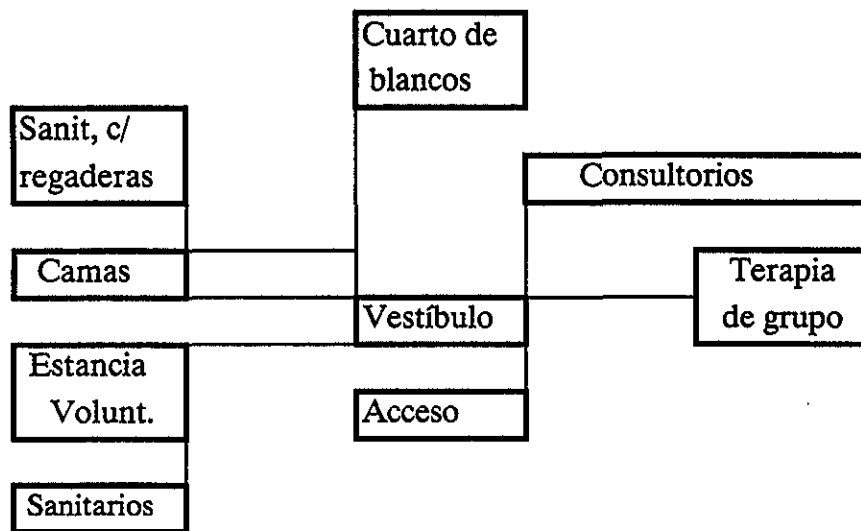 Cuarto de
blancos
Sanit, c/
regaderas
Consultorios
Camas
Terapia
de grupo
Vestíbulo
Estancia
Volunt.
Acceso
Sanitarios